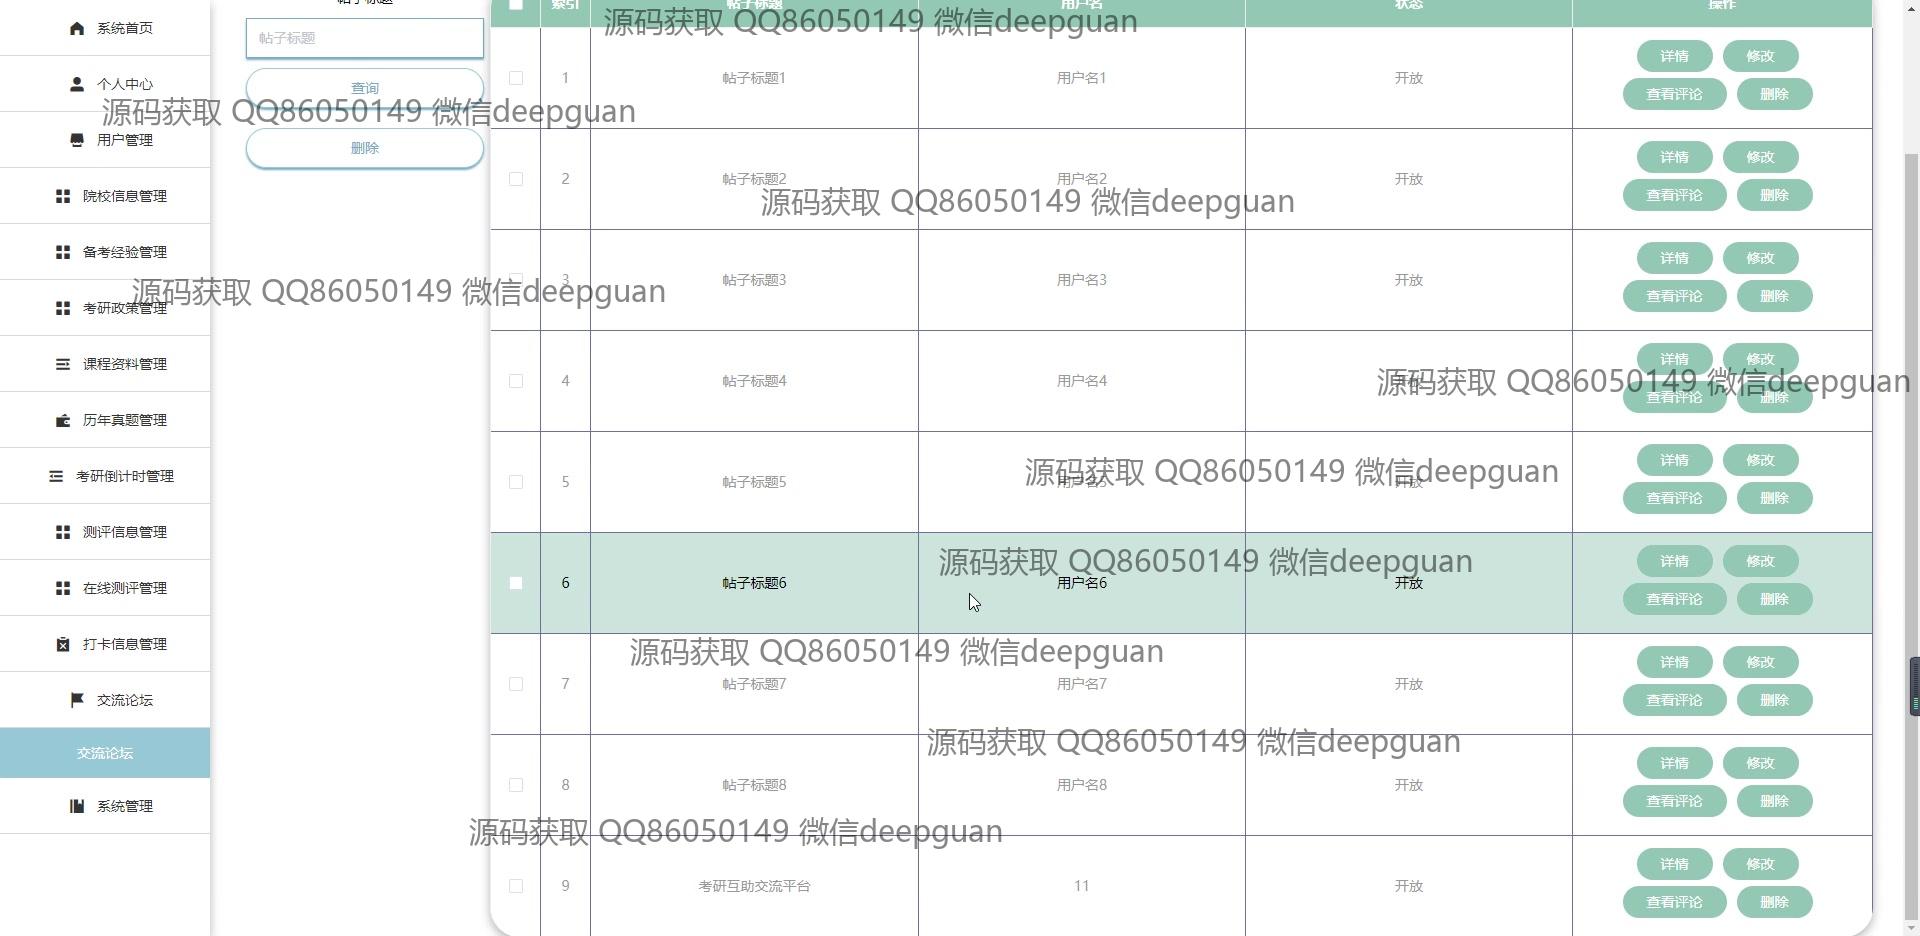 系统首页
个人中心
用户管理
院校信息管理
备考经验管理
考研政策管理
课程资料管理
历年真题管理
考研倒计时管理
测评信息管理
在线测评管理
打卡信息管理
交流论坛
交流论坛
系统管理
帖子标题
帖子标题
查询
删除
索引 帖子标题 用户名 状态 操作
1 帖子标题1 用户名1 开放 详情 修改
查看评论 删除
2 帖子标题2 用户名2 开放 详情 修改
查看评论 删除
3 帖子标题3 用户名3 开放 详情 修改
查看评论 删除
4 帖子标题4 用户名4 详情 修改
查看评论 删除
5 帖子标题5 用户名5 开放 详情 修改
查看评论 删除
6 帖子标题6 用户名6 开放 详情 修改
查看评论 删除
7 帖子标题7 用户名7 开放 详情 修改
查看评论 删除
8 帖子标题8 用户名8 开放 详情 修改
查看评论 删除
9 考研互助交流平台 11 开放 详情 修改
查看评论 删除
源码获取 QQ86050149 微信deepguan
源码获取 QQ86050149 微信deepguan
源码获取 QQ86050149 微信deepguan
源码获取 QQ86050149 微信deepguan
源码获取 QQ86050149 微信deepguan
源码获取 QQ86050149 微信deepguan
源码获取 QQ86050149 微信deepguan
源码获取 QQ86050149 微信deepguan
源码获取 QQ86050149 微信deepguan
源码获取 QQ86050149 微信deepguan